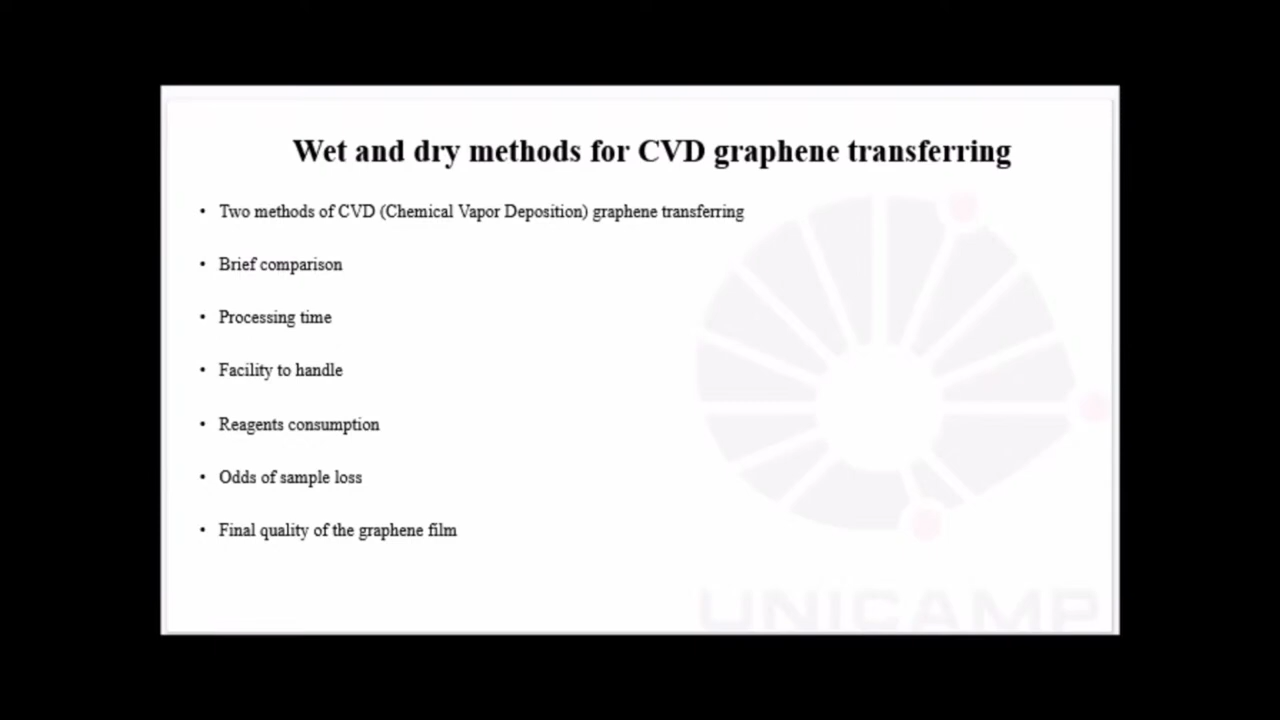 Wet and dry methods for CVD graphene transferring
• Two methods of CVD (Chemical Vapor Deposition) graphene transferring
• Brief comparison
• Processing time
• Facility to handle
• Reagents consumption
• Odds of sample loss
• Final quality of the graphene film
UNICAMP